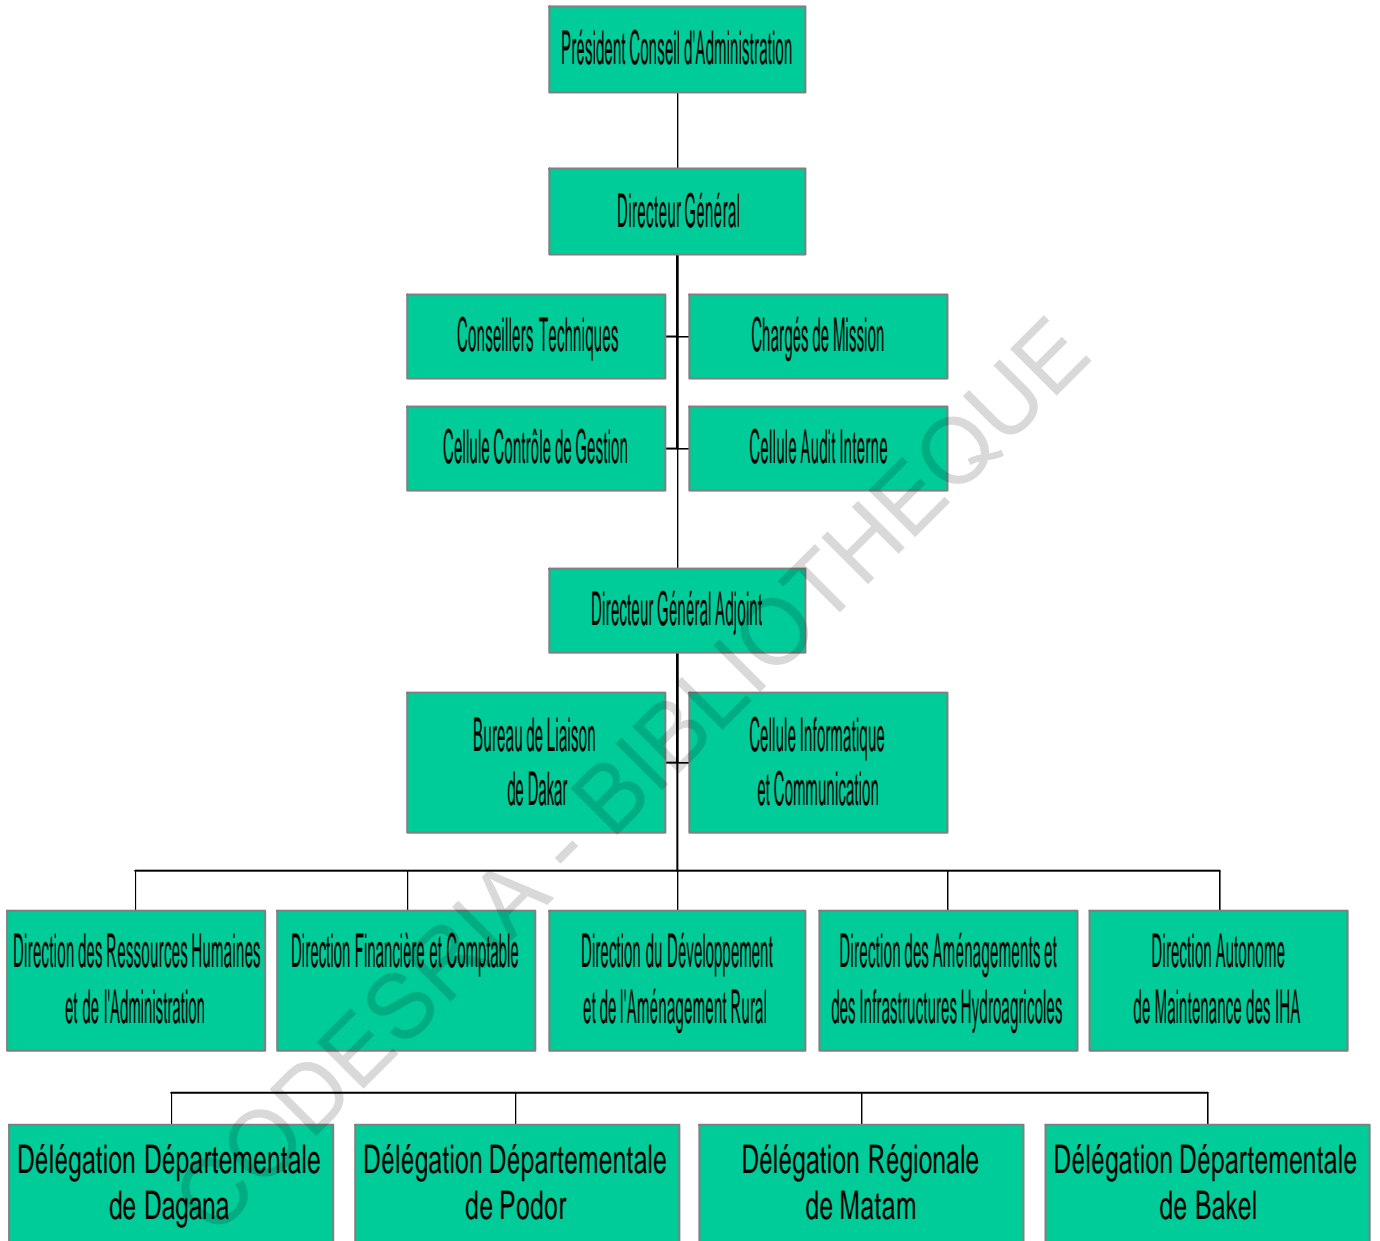 Président Conseil d'Administration
Directeur Général
Conseillers Techniques
Chargés de Mission
Cellule Contrôle de Gestion
Cellule Audit Interne
Directeur Général Adjoint
Bureau de Liaison
de Dakar
Cellule Informatique
et Communication
Direction des Ressources Humaines
et de l'Administration
Direction Financière et Comptable
Direction du Développement
et de l'Aménagement Rural
Direction des Aménagements et
des Infrastructures Hydroagricoles
Direction Autonome
de Maintenance des IHA
Délégation Départementale
de Dagana
Délégation Départementale
de Podor
Délégation Régionale
de Matam
Délégation Départementale
de Bakel
CODESRIA - BIBLIOTHEQUE